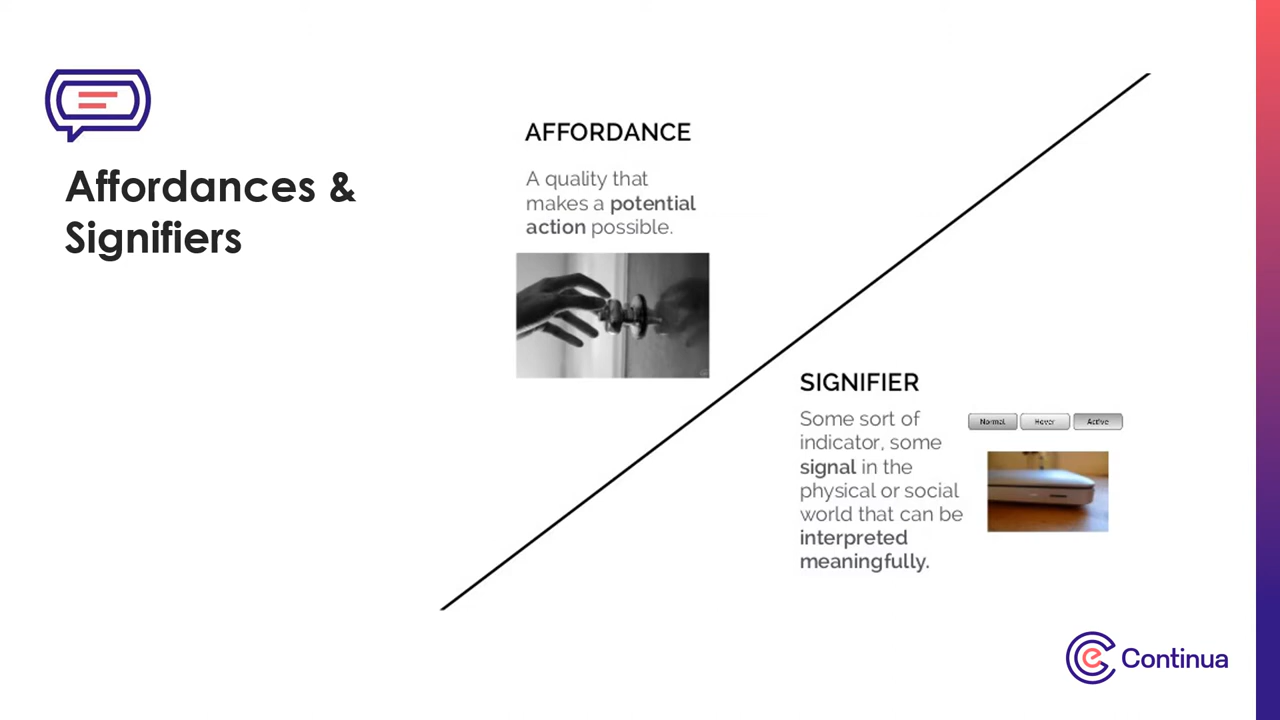 Affordances &
Signifiers
AFFORDANCE
A quality that
makes a potential
action possible.
SIGNIFIER
Some sort of
indicator, some
signal in the
physical or social
world that can be
interpreted
meaningfully.
Normal Hover Active
Continua